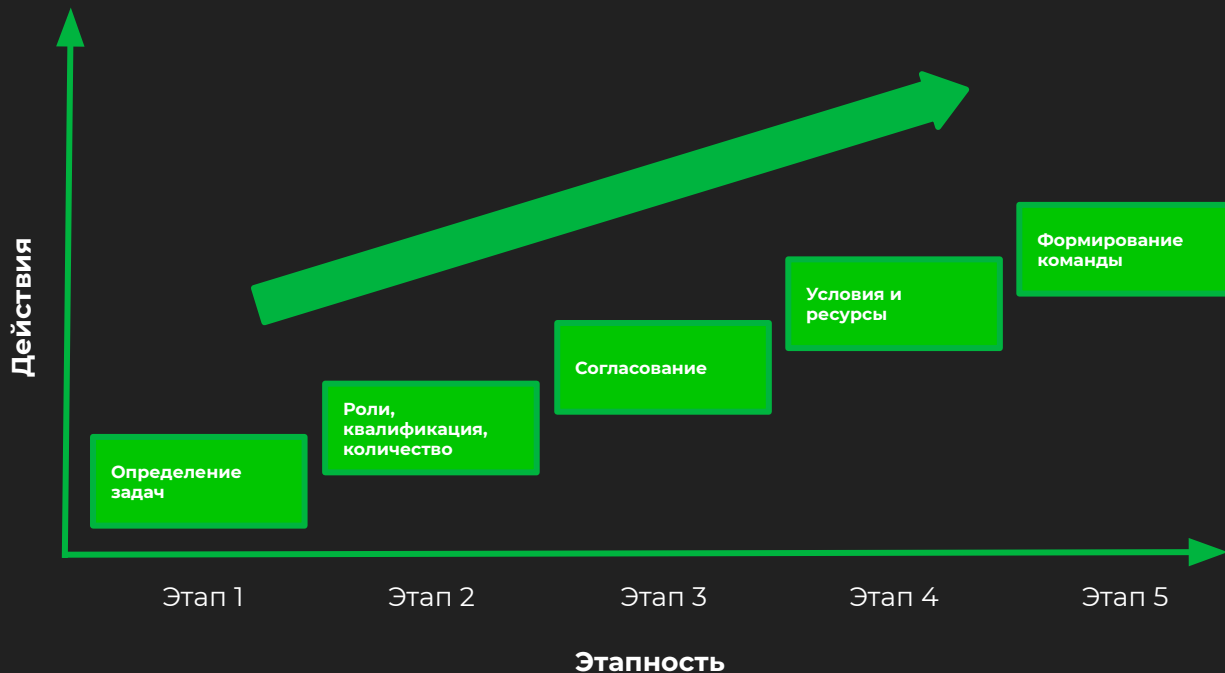 Действия
Формирование
команды
Условия и
ресурсы
Согласование
Роли,
квалификация,
количество
Определение
задач
Этап 1
Этап 2
Этап 3
Этап 4
Этап 5
Этапность